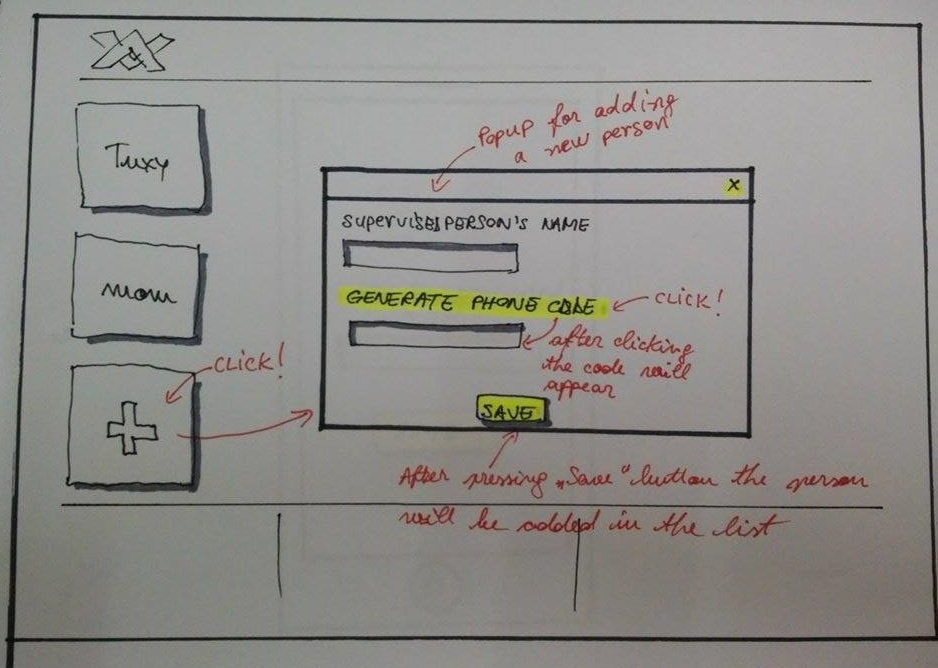 Popup for adding
a new person
Tuxy
x
PERSON'S NAME
mom
GENERATE PHONE CODE
CLICK!
after clicking
the code will
appear
CLICK!
SAVE
After pressing „Save" button the person
will be added in the list